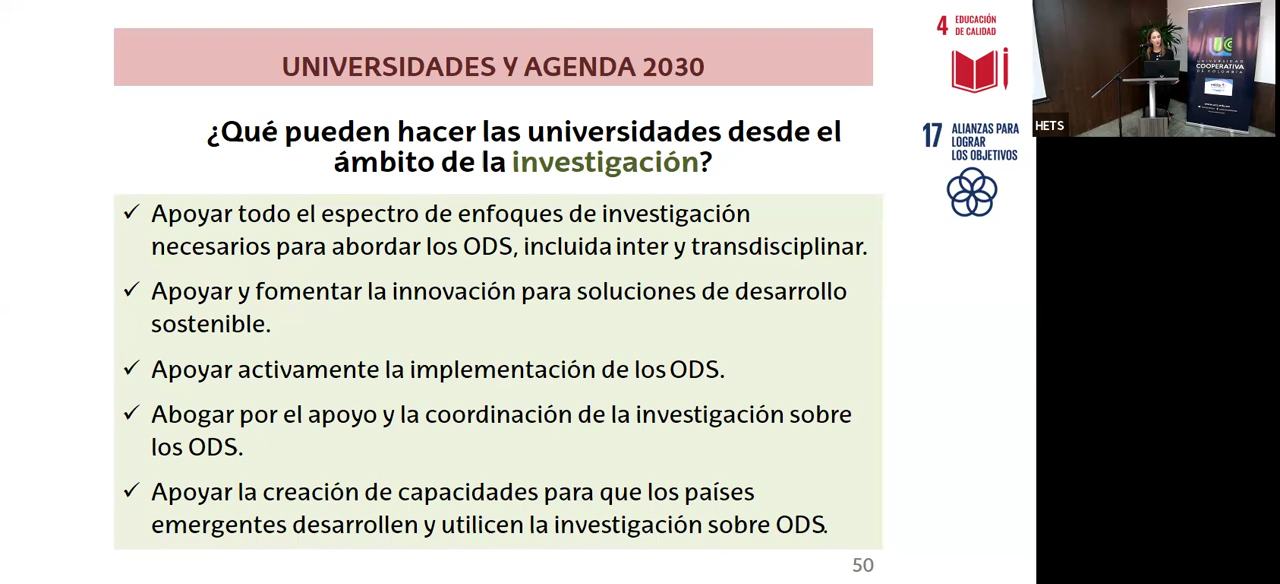 UNIVERSIDADES Y AGENDA 2030
¿Qué pueden hacer las universidades desde el
ámbito de la investigación?
✓ Apoyar todo el espectro de enfoques de investigación
necesarios para abordar los ODS, incluida inter y transdisciplinar.
✓ Apoyar y fomentar la innovación para soluciones de desarrollo
sostenible.
✓ Apoyar activamente la implementación de los ODS.
✓ Abogar por el apoyo y la coordinación de la investigación sobre
los ODS.
✓ Apoyar la creación de capacidades para que los países
emergentes desarrollen y utilicen la investigación sobre ODS.
50
4 EDUCACIÓN
DE CALIDAD
17 ALIANZAS PARA
LOGRAR
LOS OBJETIVOS
HETS
UCC
UNIVERSIDAD
COOPERATIVA
DE COLOMBIA